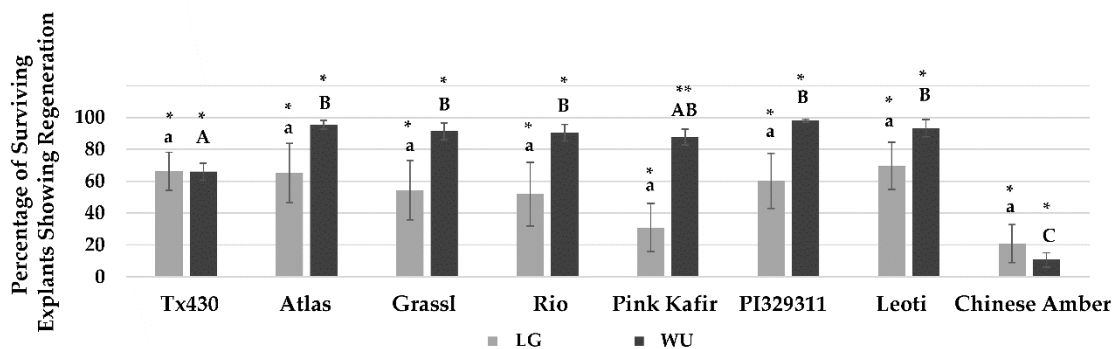 Percentage of Surviving
Explants Showing Regeneration
* * * * * ** * *
* * B * B * B AB * B * B
* a A a a a * a a a * *
a C
100
80
60
40
20
0
Tx430 Atlas Grassl Rio Pink Kafir PI329311 Leoti Chinese Amber
LG WU